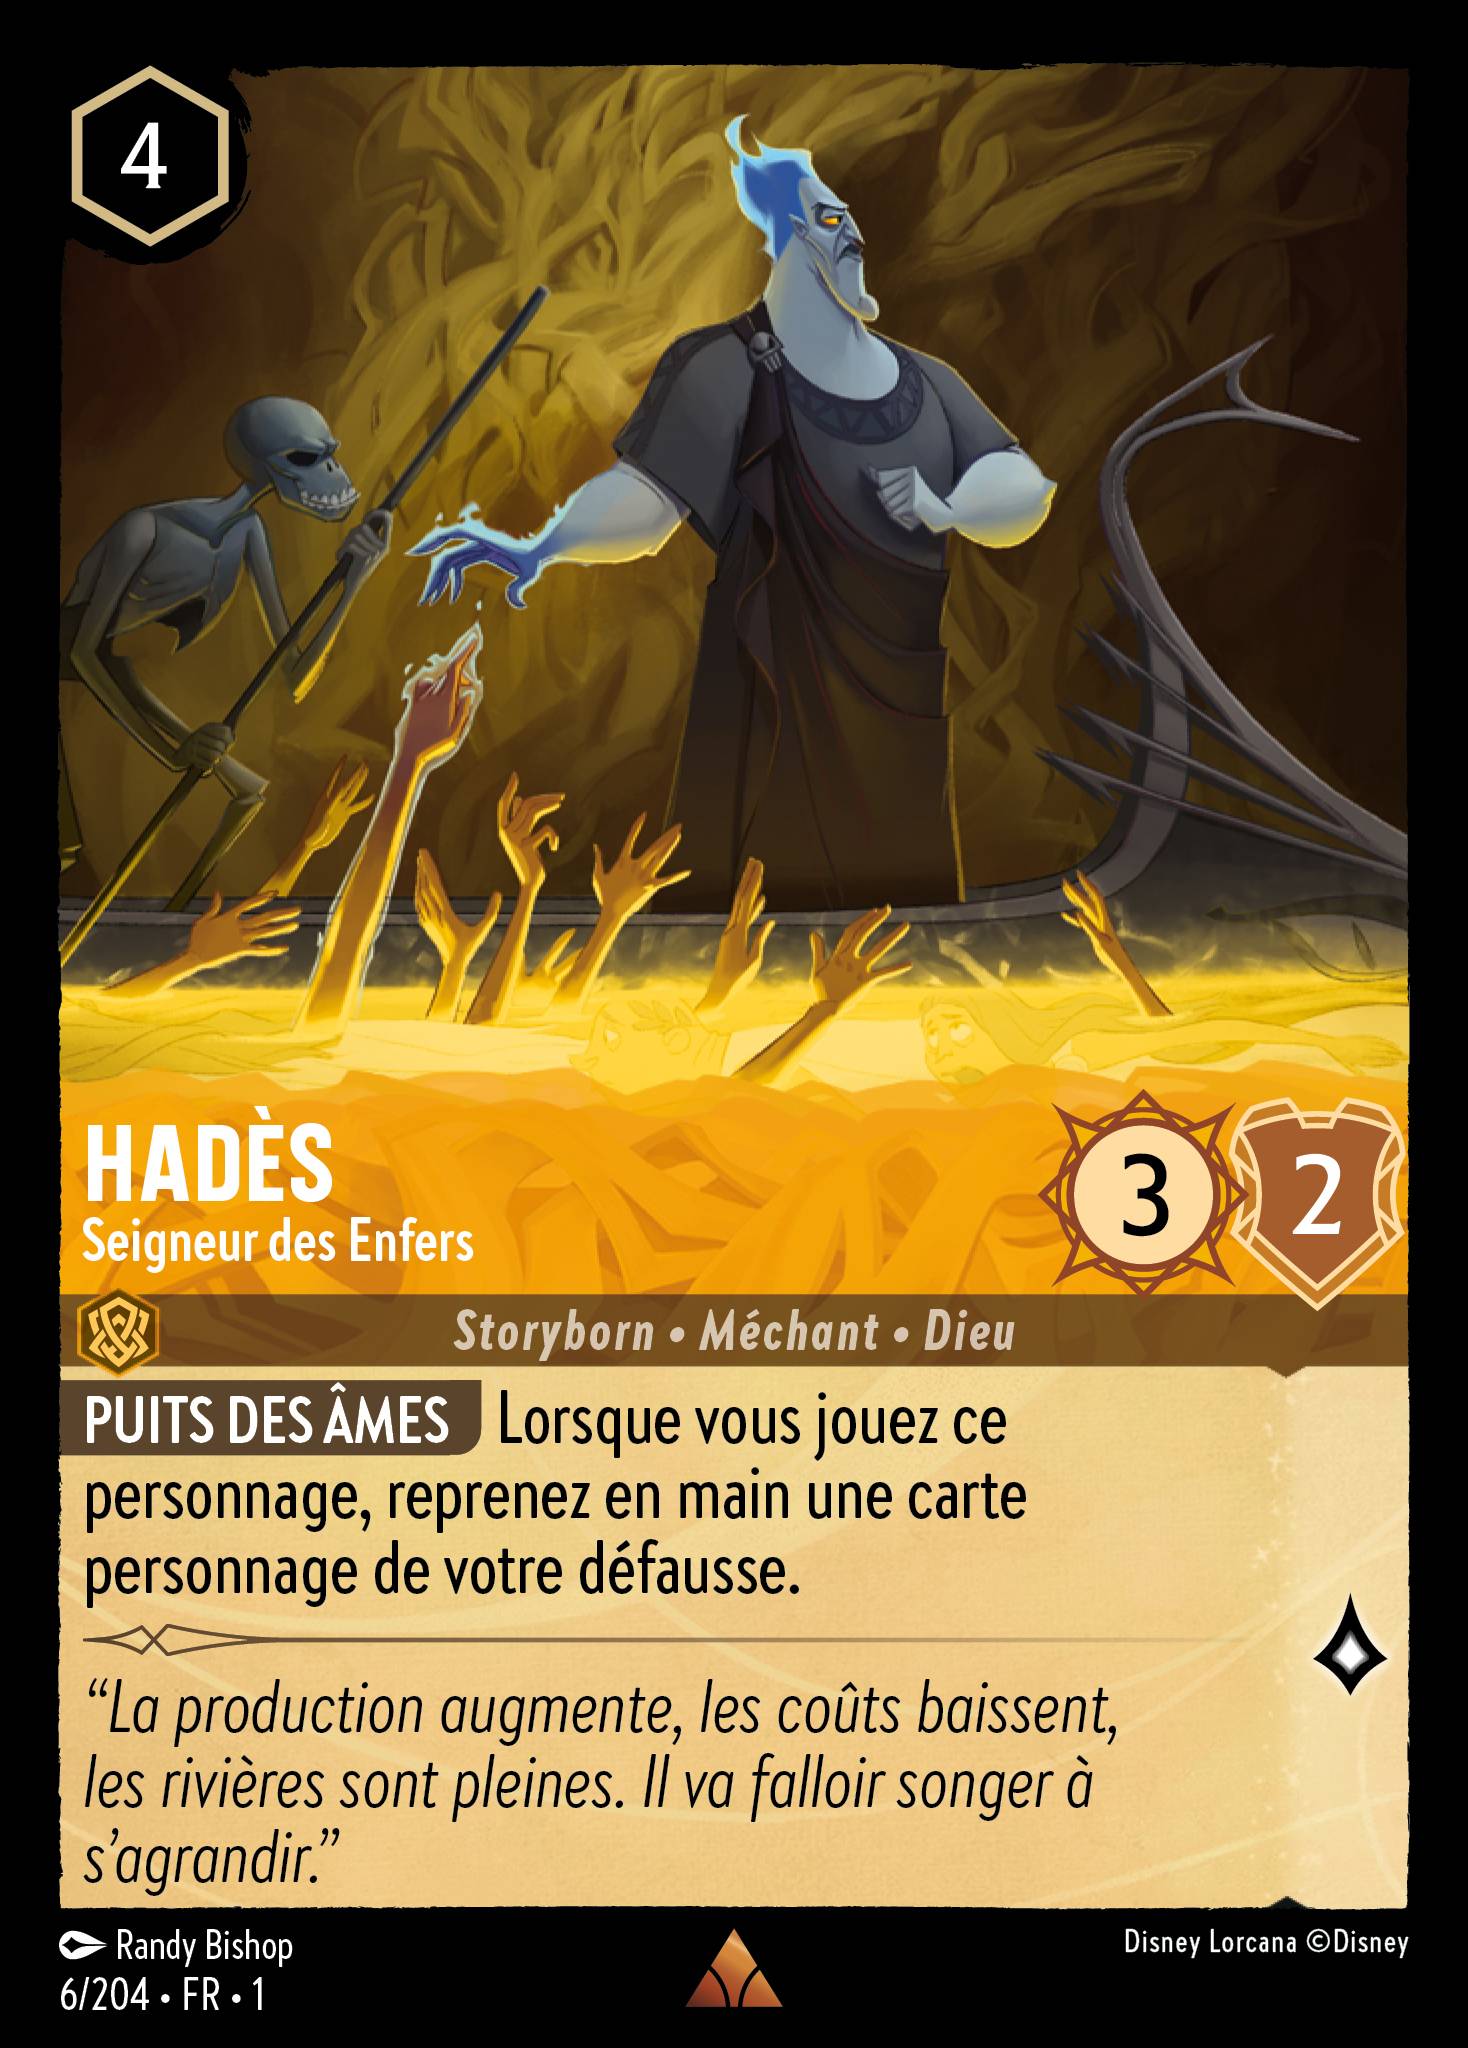 4
HADÈS
Seigneur des Enfers
3
2
Storyborn • Méchant • Dieu
PUITS DES ÂMES Lorsque vous jouez ce
personnage, reprenez en main une carte
personnage de votre défausse.
“La production augmente, les coûts baissent,
les rivières sont pleines. Il va falloir songer à
s’agrandir.”
Randy Bishop
6/204 • FR • 1
Disney Lorcana ©Disney